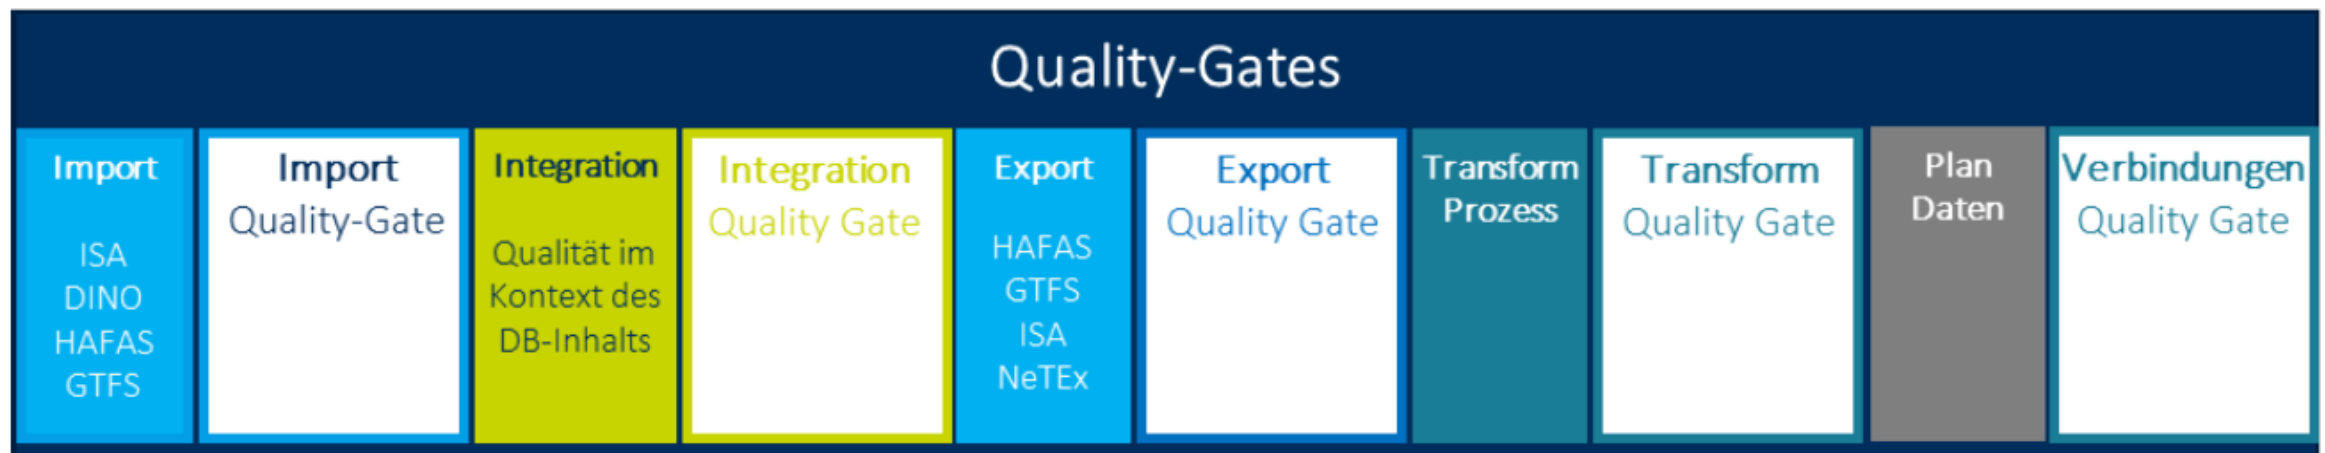 Quality-Gates
Import
ISA
DINO
HAFAS
GTFS
Import
Quality-Gate
Integration
Qualität im
Kontext des
DB-Inhalts
Integration
Quality Gate
Export
HAFAS
GTFS
ISA
NeTEx
Export
Quality Gate
Transform
Prozess
Transform
Quality Gate
Plan
Daten
Verbindungen
Quality Gate